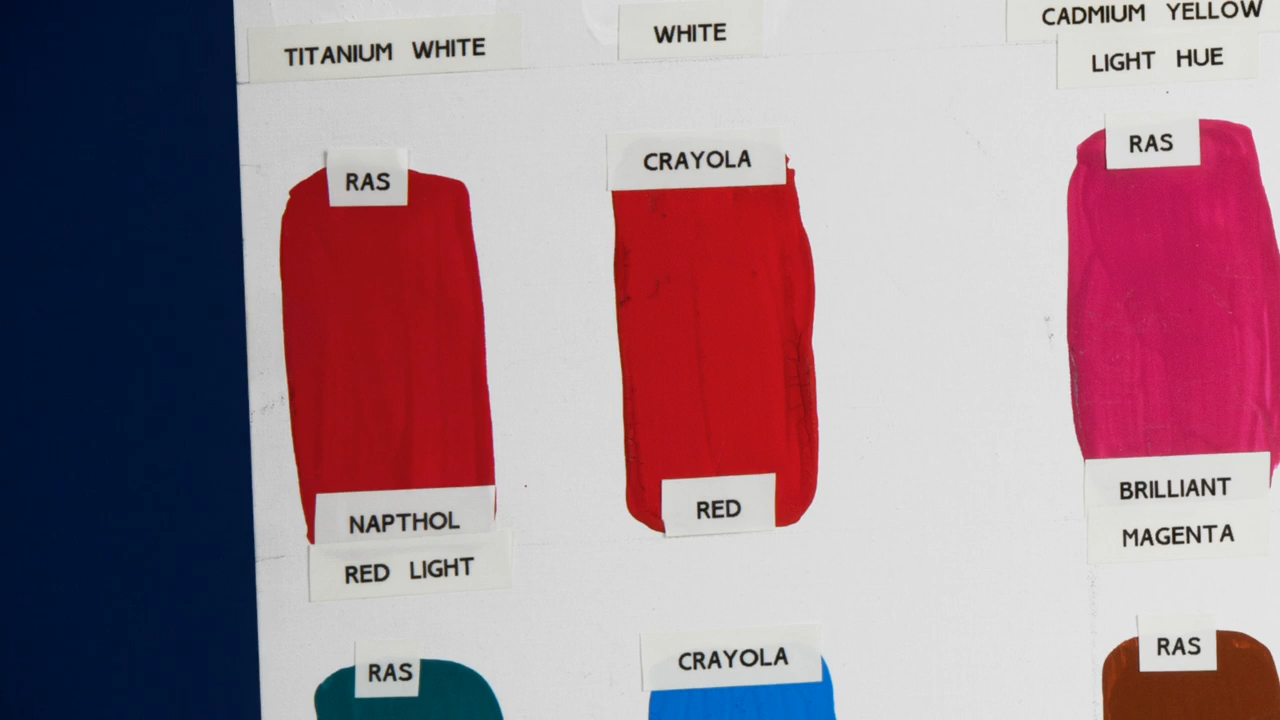 TITANIUM WHITE
WHITE
CADMIUM YELLOW
LIGHT HUE
RAS
CRAYOLA
RAS
NAPTHOL
RED LIGHT
RED
BRILLIANT
MAGENTA
RAS
CRAYOLA
RAS